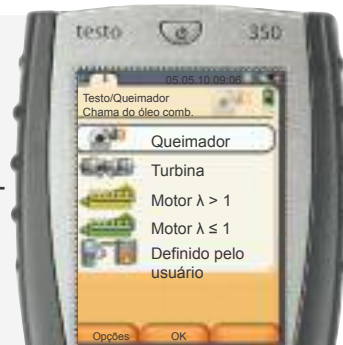 testo 350
05.05.10 09:06
Testo/Queimador
Chama do óleo comb.
Queimador
Turbina
Motor λ > 1
Motor λ ≤ 1
Definido pelo
usuário
Opções OK